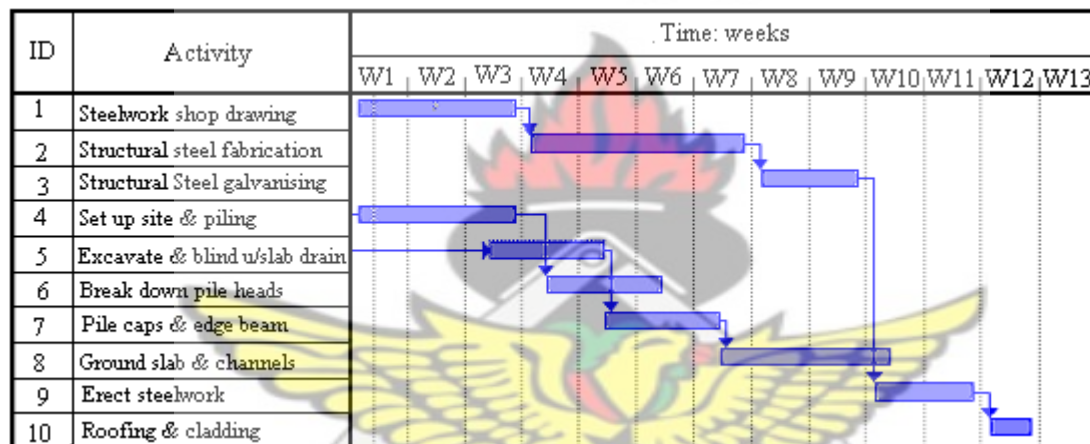 ID Activity Time: weeks
W1 W2 W3 W4 W5 W6 W7 W8 W9 W10 W11 W12 W13
1 Steelwork shop drawing
2 Structural steel fabrication
3 Structural Steel galvanising
4 Set up site & piling
5 Excavate & blind u/slab drain
6 Break down pile heads
7 Pile caps & edge beam
8 Ground slab & channels
9 Erect steelwork
10 Roofing & cladding